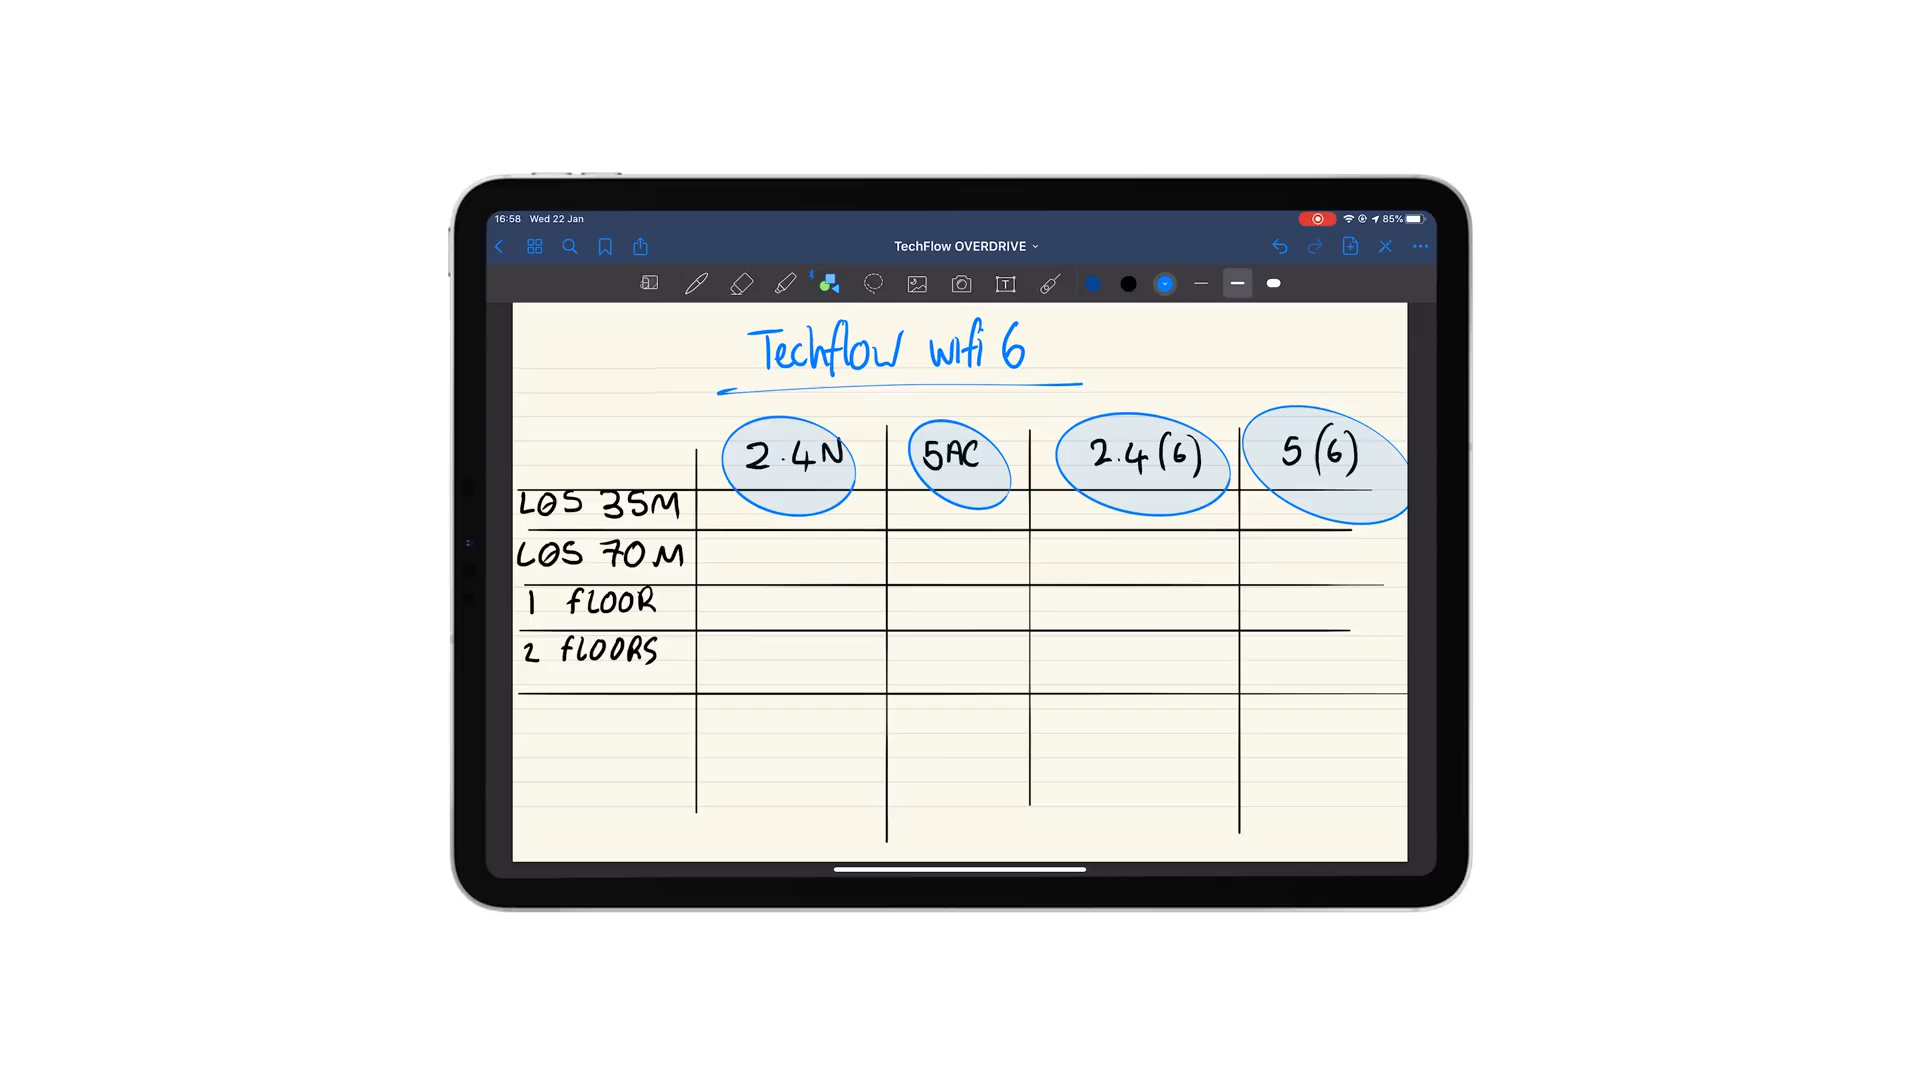 16:58 Wed 22 Jan 85%
TechFlow OVERDRIVE
T
Techflow wifi 6
2.4N 5AC 2.4(6) 5(6)
LOS 35M
LOS 70M
1 fLOOR
2 fLOORS